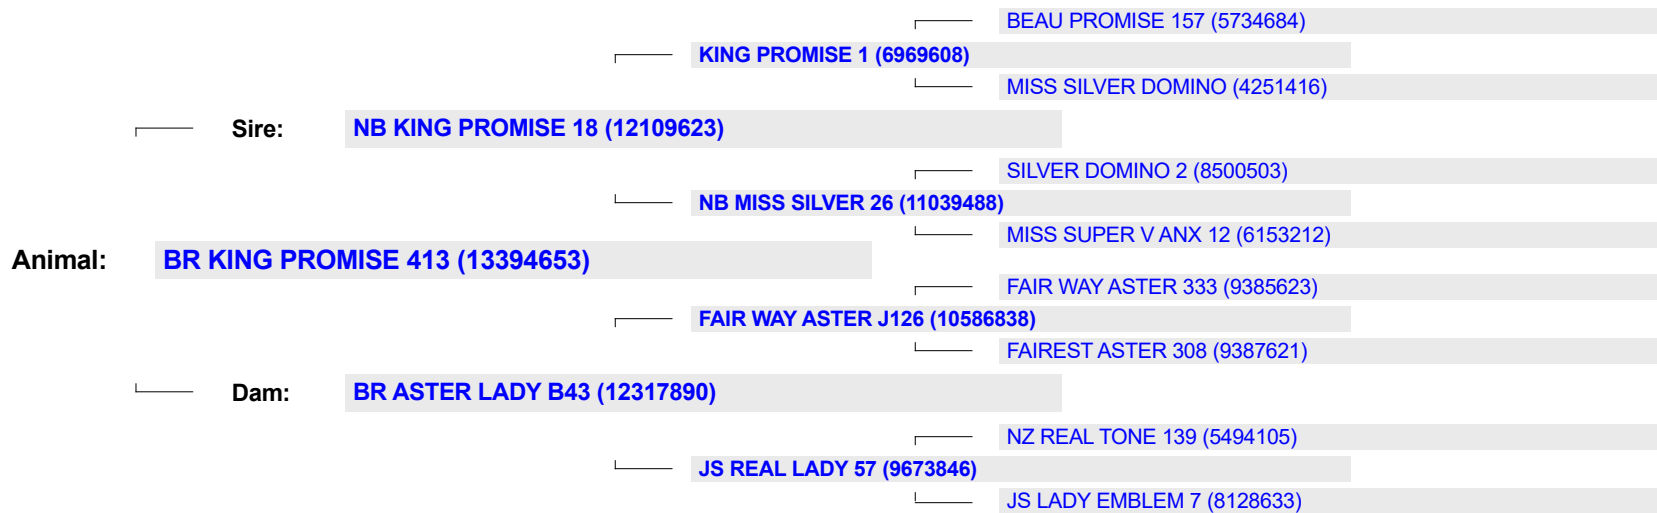 BEAU PROMISE 157 (5734684)
KING PROMISE 1 (6969608)
MISS SILVER DOMINO (4251416)
Sire: NB KING PROMISE 18 (12109623)
SILVER DOMINO 2 (8500503)
NB MISS SILVER 26 (11039488)
MISS SUPER V ANX 12 (6153212)
Animal: BR KING PROMISE 413 (13394653)
FAIR WAY ASTER 333 (9385623)
FAIR WAY ASTER J126 (10586838)
FAIREST ASTER 308 (9387621)
Dam: BR ASTER LADY B43 (12317890)
NZ REAL TONE 139 (5494105)
JS REAL LADY 57 (9673846)
JS LADY EMBLEM 7 (8128633)